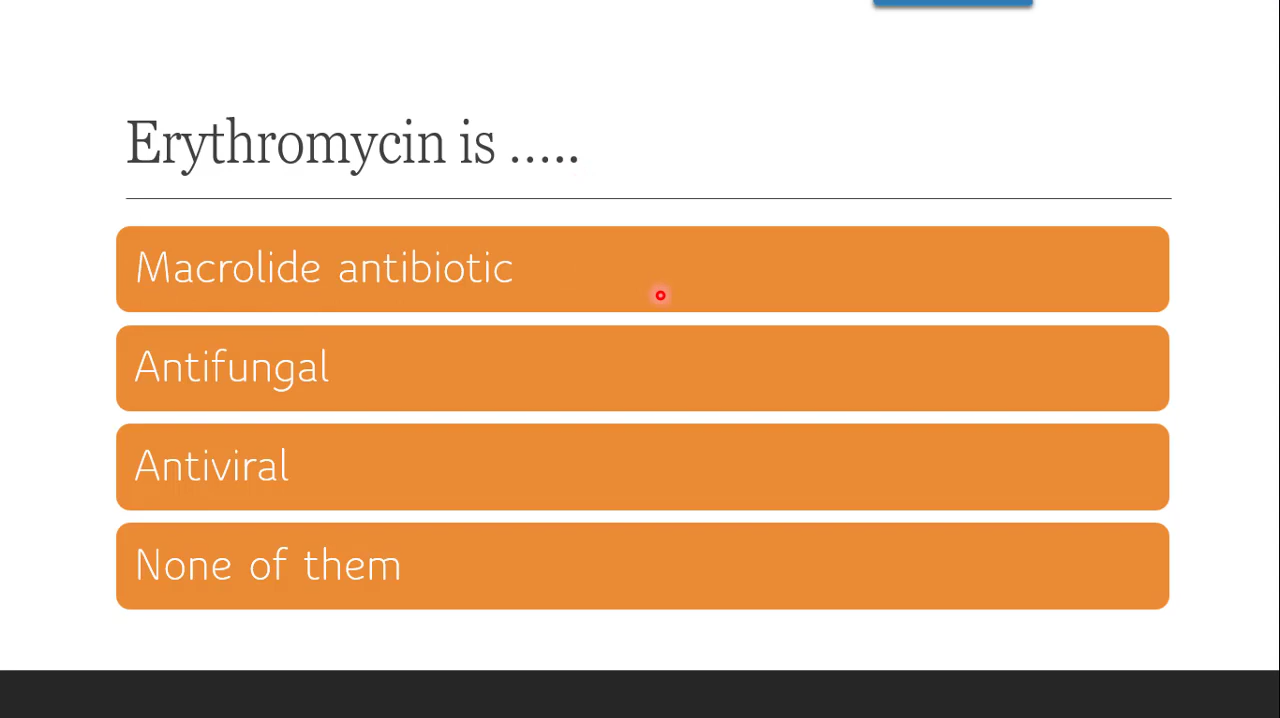 Erythromycin is .....
Macrolide antibiotic
Antifungal
Antiviral
None of them